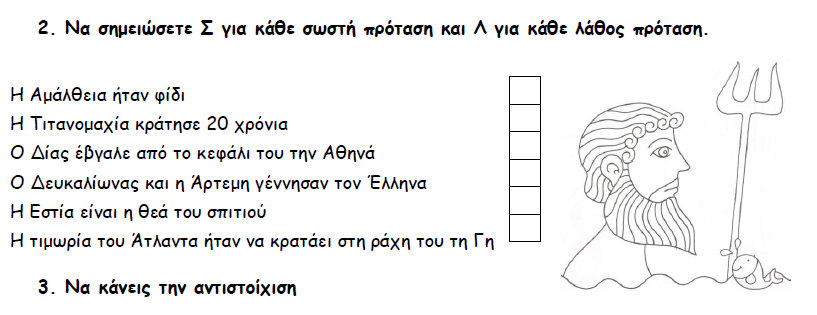 2. Να σημειώσετε Σ για κάθε σωστή πρόταση και Λ για κάθε λάθος πρόταση.
Η Αμάλθεια ήταν φίδι
Η Τιτανομαχία κράτησε 20 χρόνια
Ο Δίας έβγαλε από το κεφάλι του την Αθηνά
Ο Δευκαλίωνας και η Άρτεμη γέννησαν τον Έλληνα
Η Εστία είναι η θεά του σπιτιού
Η τιμωρία του Άτλαντα ήταν να κρατάει στη ράχη του τη Γη
3. Να κάνεις την αντιστοίχιση